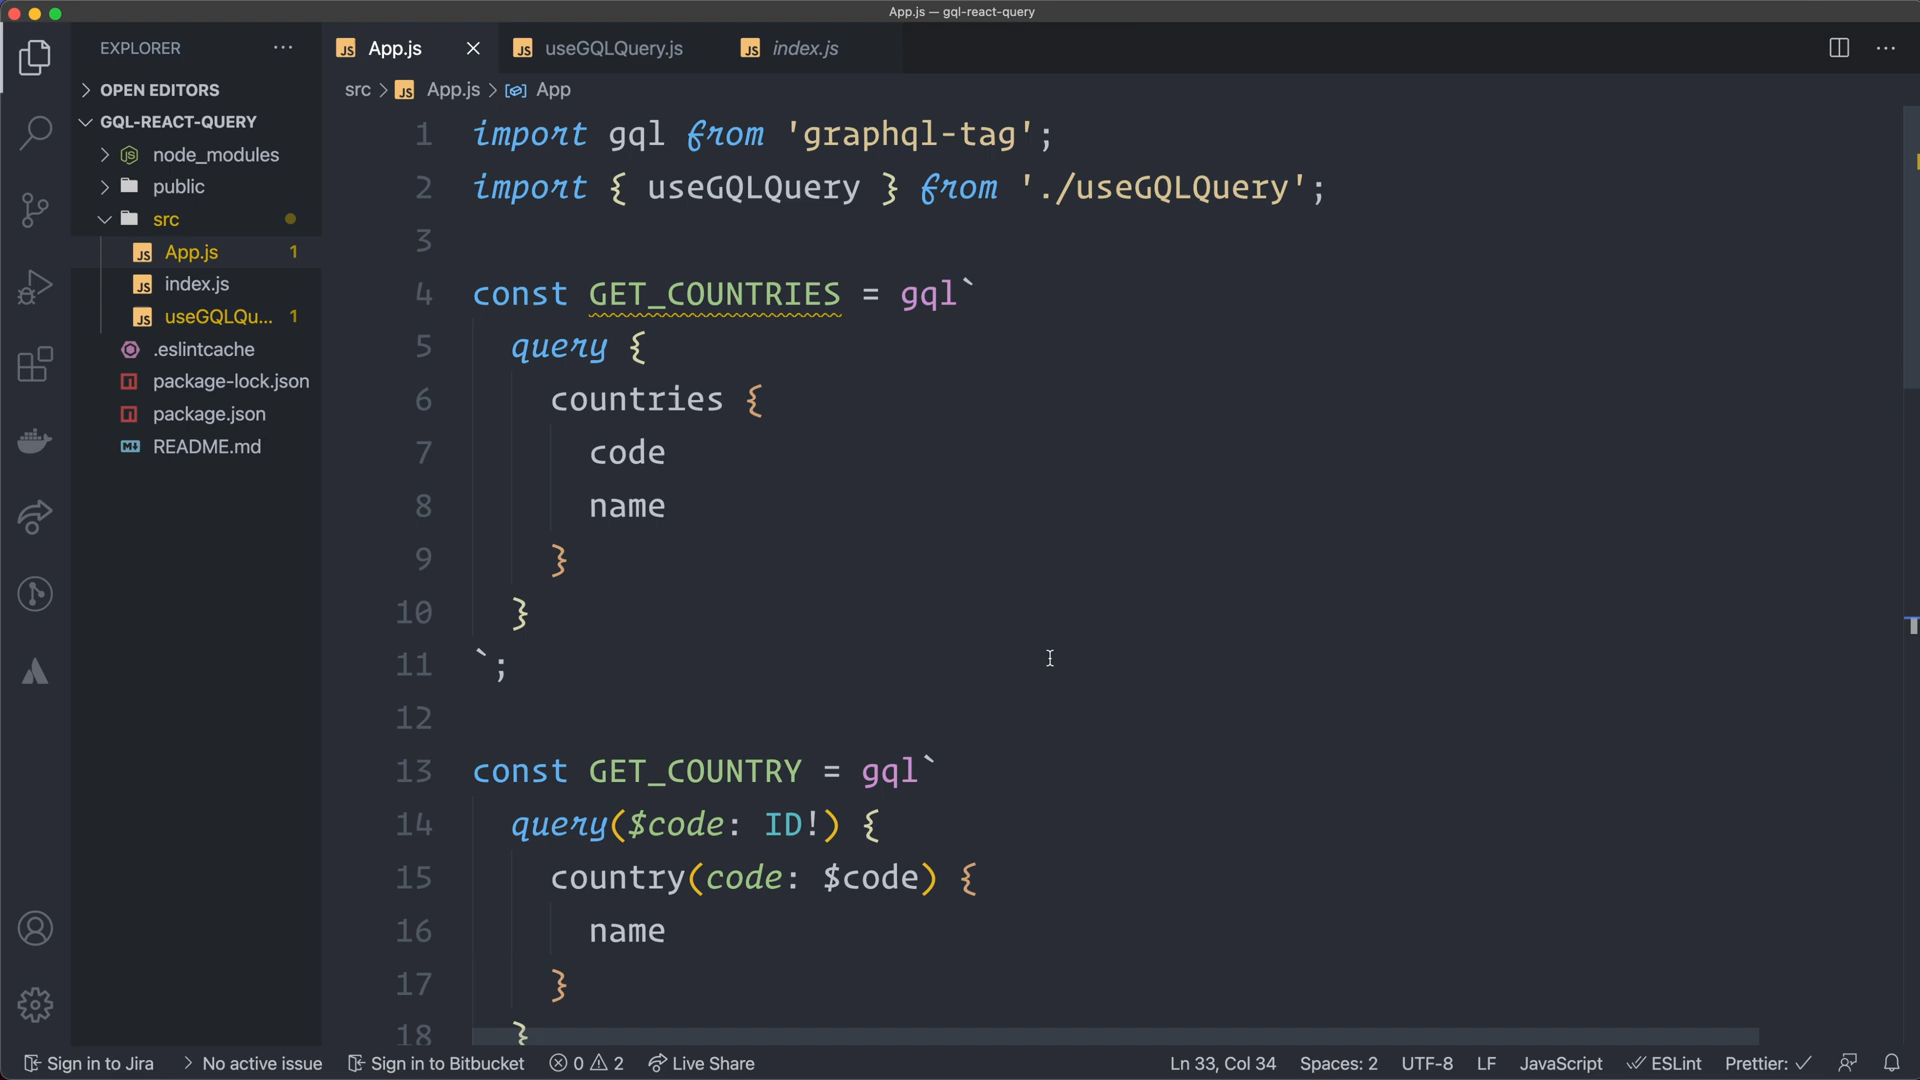 App.js — gql-react-query
EXPLORER
OPEN EDITORS
GQL-REACT-QUERY
node_modules
public
src
App.js 1
index.js
useGQLQu... 1
.eslintcache
package-lock.json
package.json
README.md
App.js
useGQLQuery.js
index.js
src > App.js > App
1 import gql from 'graphql-tag';
2 import { useGQLQuery } from './useGQLQuery';
3
4 const GET_COUNTRIES = gql`
5 query {
6 countries {
7 code
8 name
9 }
10 }
11 `;
12
13 const GET_COUNTRY = gql`
14 query($code: ID!) {
15 country(code: $code) {
16 name
17 }
18 }
Sign in to Jira > No active issue Sign in to Bitbucket 0 2 Live Share Ln 33, Col 34 Spaces: 2 UTF-8 LF JavaScript ESLint Prettier: ✓